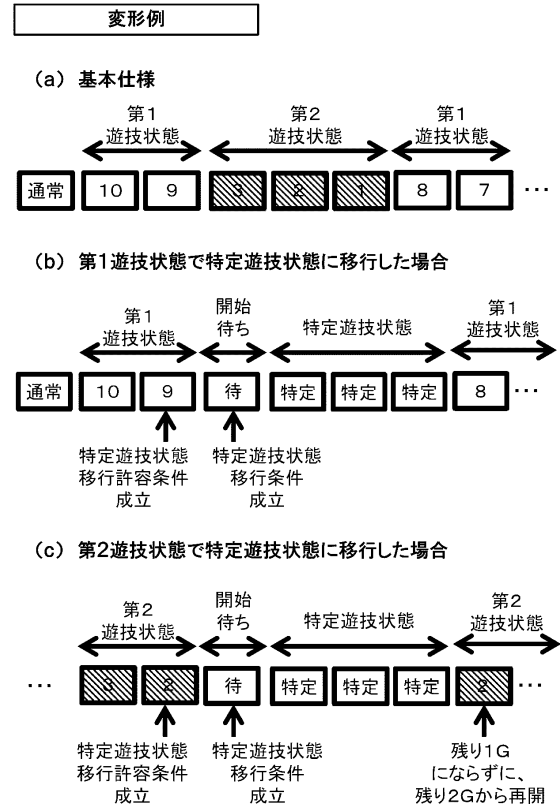 変形例
(a) 基本仕様
第1
遊技状態
第2
遊技状態
第1
遊技状態
通常 10 9 3 2 1 8 7 ･･･
(b) 第1遊技状態で特定遊技状態に移行した場合
第1
遊技状態
開始
待ち
特定遊技状態
第1
遊技状態
通常 10 9 待 特定 特定 特定 8 ･･･
特定遊技状態
移行許容条件
成立
特定遊技状態
移行条件
成立
(c) 第2遊技状態で特定遊技状態に移行した場合
第2
遊技状態
開始
待ち
特定遊技状態
第2
遊技状態
･･･ 3 2 待 特定 特定 特定 2 ･･･
特定遊技状態
移行許容条件
成立
特定遊技状態
移行条件
成立
残り1G
にならずに、
残り2Gから再開